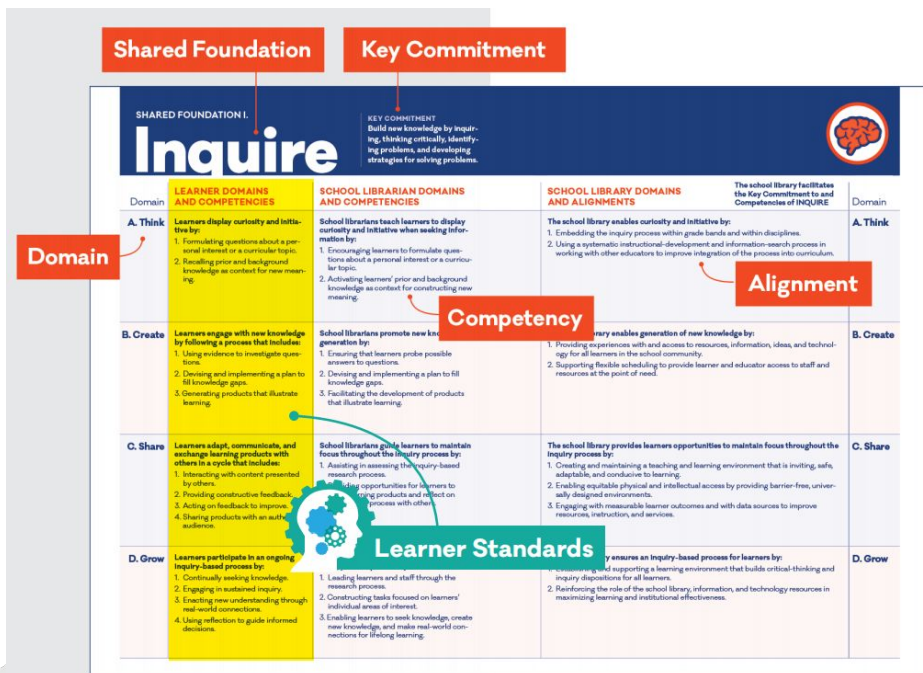 Shared Foundation
Key Commitment
SHARED FOUNDATION I.
Inquire
KEY COMMITMENT
Build new knowledge by inquir-
ing, thinking critically, identify-
ing problems, and developing
strategies for solving problems.
Domain
LEARNER DOMAINS
AND COMPETENCIES
SCHOOL LIBRARIAN DOMAINS
AND COMPETENCIES
SCHOOL LIBRARY DOMAINS
AND ALIGNMENTS
The school library facilitates
the Key Commitment to and
Competencies of INQUIRE
Domain
Domain
A. Think
Learners display curiosity and initia-
tive by:
1. Formulating questions about a per-
sonal interest or a curricular topic.
2. Recalling prior and background
knowledge as context for new mean-
ing.
School librarians teach learners to display
curiosity and initiative when seeking infor-
mation by:
1. Encouraging learners to formulate ques-
tions about a personal interest or a curricu-
lar topic.
2. Activating learners' prior and background
knowledge as context for constructing new
meaning.
Competency
The school library enables curiosity and initiative by:
1. Embedding the inquiry process within grade bands and within disciplines.
2. Using a systematic instructional-development and information-search process in
working with other educators to improve integration of the process into curriculum.
Alignment
A. Think
B. Create
Learners engage with new knowledge
by following a process that includes:
1. Using evidence to investigate ques-
tions.
2. Devising and implementing a plan to
fill knowledge gaps.
3. Generating products that illustrate
learning.
School librarians promote new
generation by:
1. Ensuring that learners probe possible
answers to questions.
2. Devising and implementing a plan to fill
knowledge gaps.
3. Facilitating the development of products
that illustrate learning.
enables generation of new knowledge by:
1. Providing experiences with and access to resources, information, ideas, and technol-
ogy for all learners in the school community.
2. Supporting flexible scheduling to provide learner and educator access to staff and
resources at the point of need.
B. Create
C. Share
Learners adapt, communicate, and
exchange learning products with
others in a cycle that includes:
1. Interacting with content presented
by others.
2. Providing constructive feedback.
3. Acting on feedback to improve.
4. Sharing products with an
audience.
School librarians guide learners to maintain
focus throughout the inquiry process by:
1. Assisting in assessing the inquiry-based
research process.
opportunities for learners to
products and reflect on
process with others
The school library provides learners opportunities to maintain focus throughout the
inquiry process by:
1. Creating and maintaining a teaching and learning environment that is inviting, safe,
adaptable, and conducive to learning.
2. Enabling equitable physical and intellectual access by providing barrier-free, univer-
sally designed environments.
3. Engaging with measurable learner outcomes and with data sources to improve
resources, instruction, and services.
C. Share
Learner Standards
D. Grow
Learners participate in an ongoing
inquiry-based process by:
1. Continually seeking knowledge.
2. Engaging in sustained inquiry.
3. Enacting new understanding through
real-world connections.
4. Using reflection to guide informed
decisions.
1. Leading learners and staff through the
research process.
2. Constructing tasks focused on learners'
individual areas of interest.
3. Enabling learners to seek knowledge, create
new knowledge, and make real-world con-
nections for lifelong learning.
ensures an inquiry-based process for learners by:
and supporting a learning environment that builds critical-thinking and
inquiry dispositions for all learners.
2. Reinforcing the role of the school library, information, and technology resources in
maximizing learning and institutional effectiveness.
D. Grow